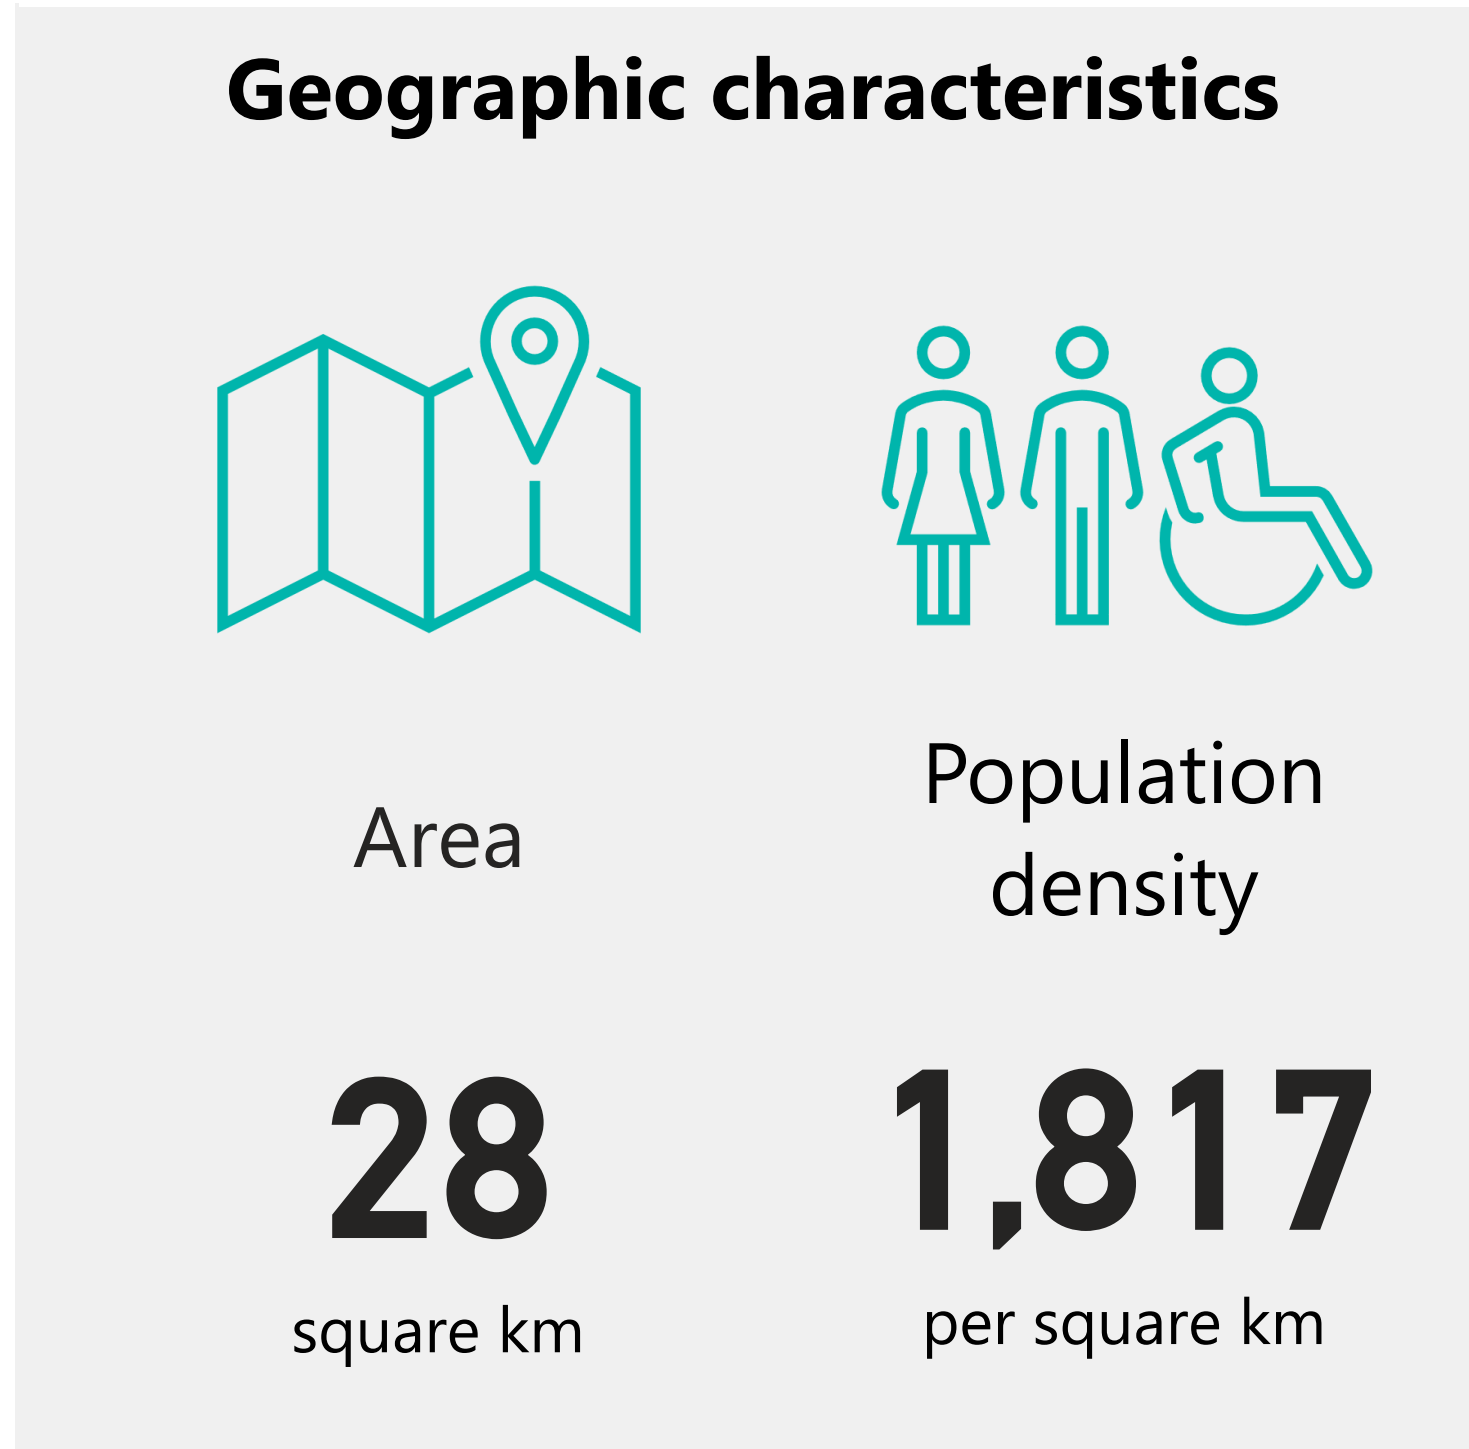 Geographic characteristics
Area
28
square km
Population
density
1,817
per square km